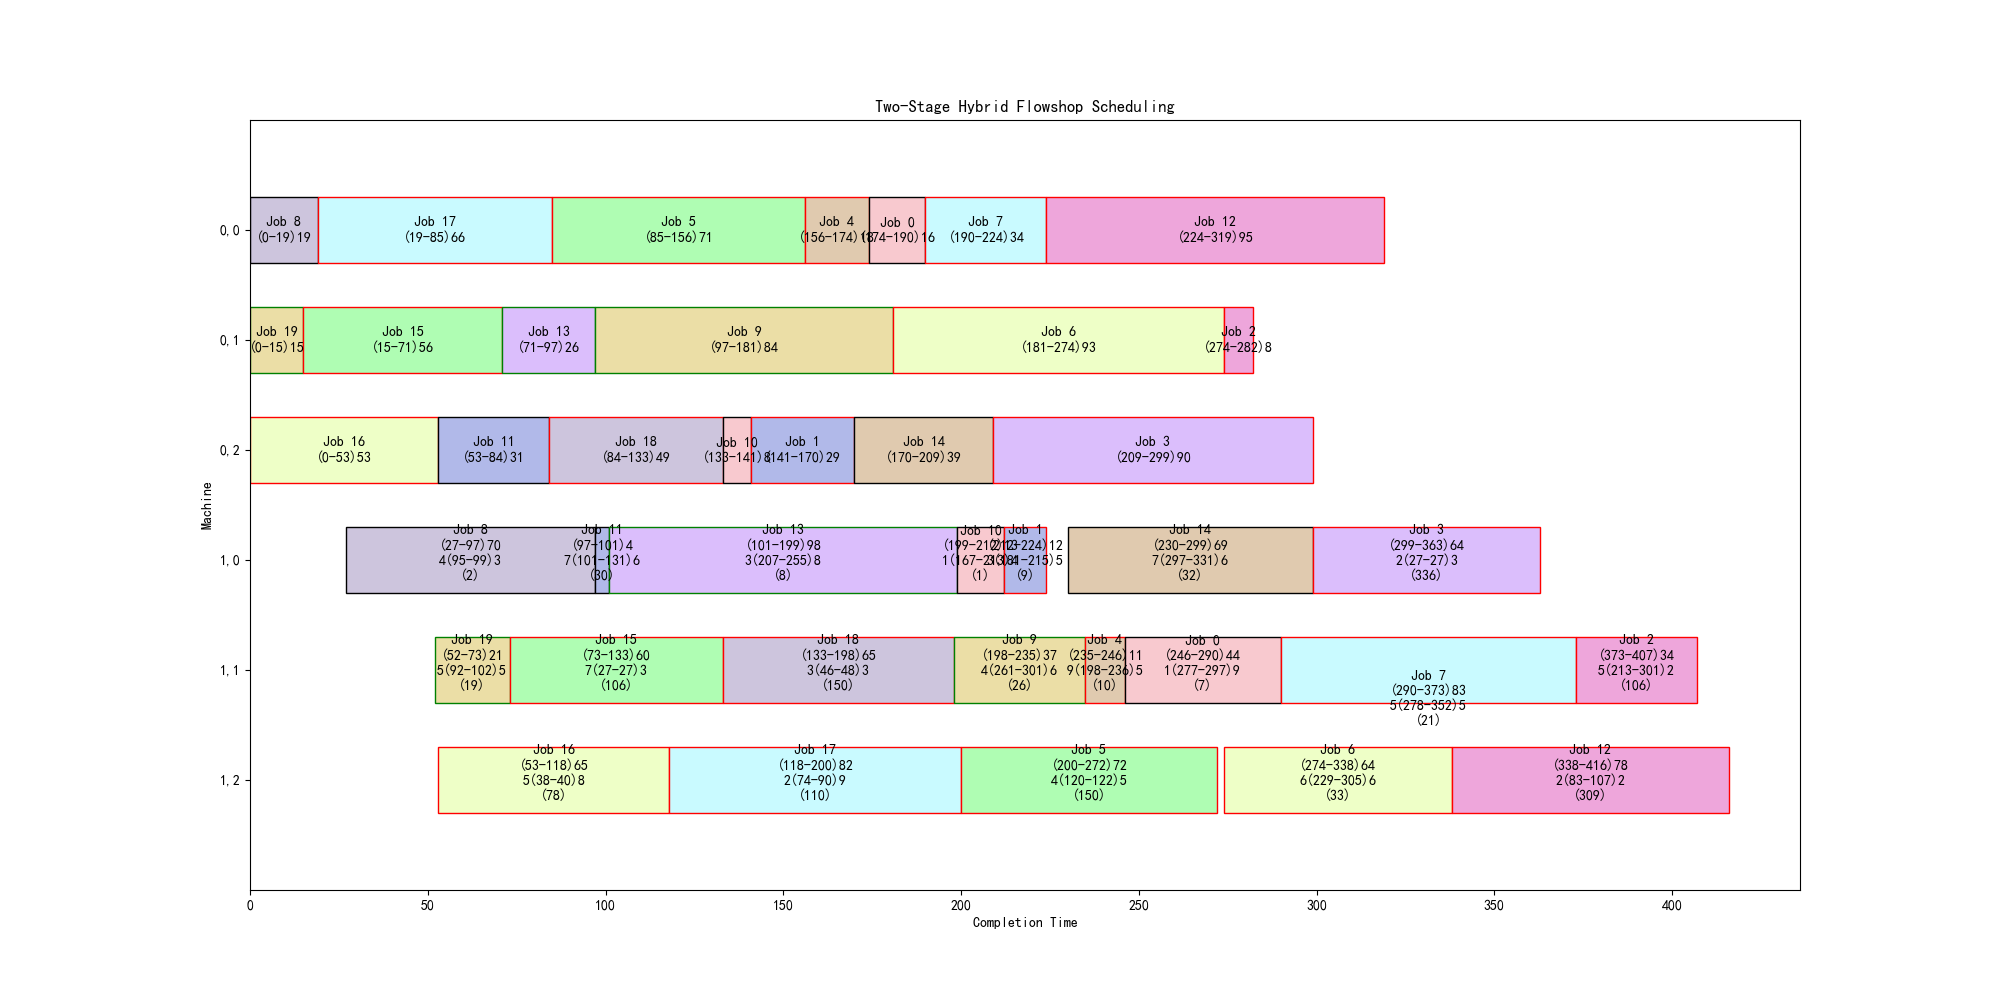 Two-Stage Hybrid Flowshop Scheduling
Machine
0,0
Job 8
(0-19)19
Job 17
(19-85)66
Job 5
(85-156)71
Job 4
(156-174)18
Job 0
(174-190)16
Job 7
(190-224)34
Job 12
(224-319)95
0,1
Job 19
(0-15)15
Job 15
(15-71)56
Job 13
(71-97)26
Job 9
(97-181)84
Job 6
(181-274)93
Job 2
(274-282)8
0,2
Job 16
(0-53)53
Job 11
(53-84)31
Job 18
(84-133)49
Job 10
(133-141)8
Job 1
(141-170)29
Job 14
(170-209)39
Job 3
(209-299)90
1,0
Job 8
(27-97)70
4(95-99)3
(2)
Job 11
(97-101)4
7(101-131)6
(30)
Job 13
(101-199)98
3(207-255)8
(8)
Job 10
(199-212)13
(1)
Job 1
(212-224)12
(9)
Job 14
(230-299)69
7(297-331)6
(32)
Job 3
(299-363)64
2(27-27)3
(336)
1,1
Job 19
(52-73)21
5(92-102)5
(19)
Job 15
(73-133)60
7(27-27)3
(106)
Job 18
(133-198)65
3(46-48)3
(150)
Job 9
(198-235)37
4(261-301)6
(26)
Job 4
(235-246)11
9(198-236)5
(10)
Job 0
(246-290)44
1(277-297)9
(7)
Job 7
(290-373)83
5(278-352)5
(21)
Job 2
(373-407)34
5(213-301)2
(106)
1,2
Job 16
(53-118)65
5(38-40)8
(78)
Job 17
(118-200)82
2(74-90)9
(110)
Job 5
(200-272)72
4(120-122)5
(150)
Job 6
(274-338)64
6(229-305)6
(33)
Job 12
(338-416)78
2(83-107)2
(309)
0 50 100 150 200 250 300 350 400
Completion Time